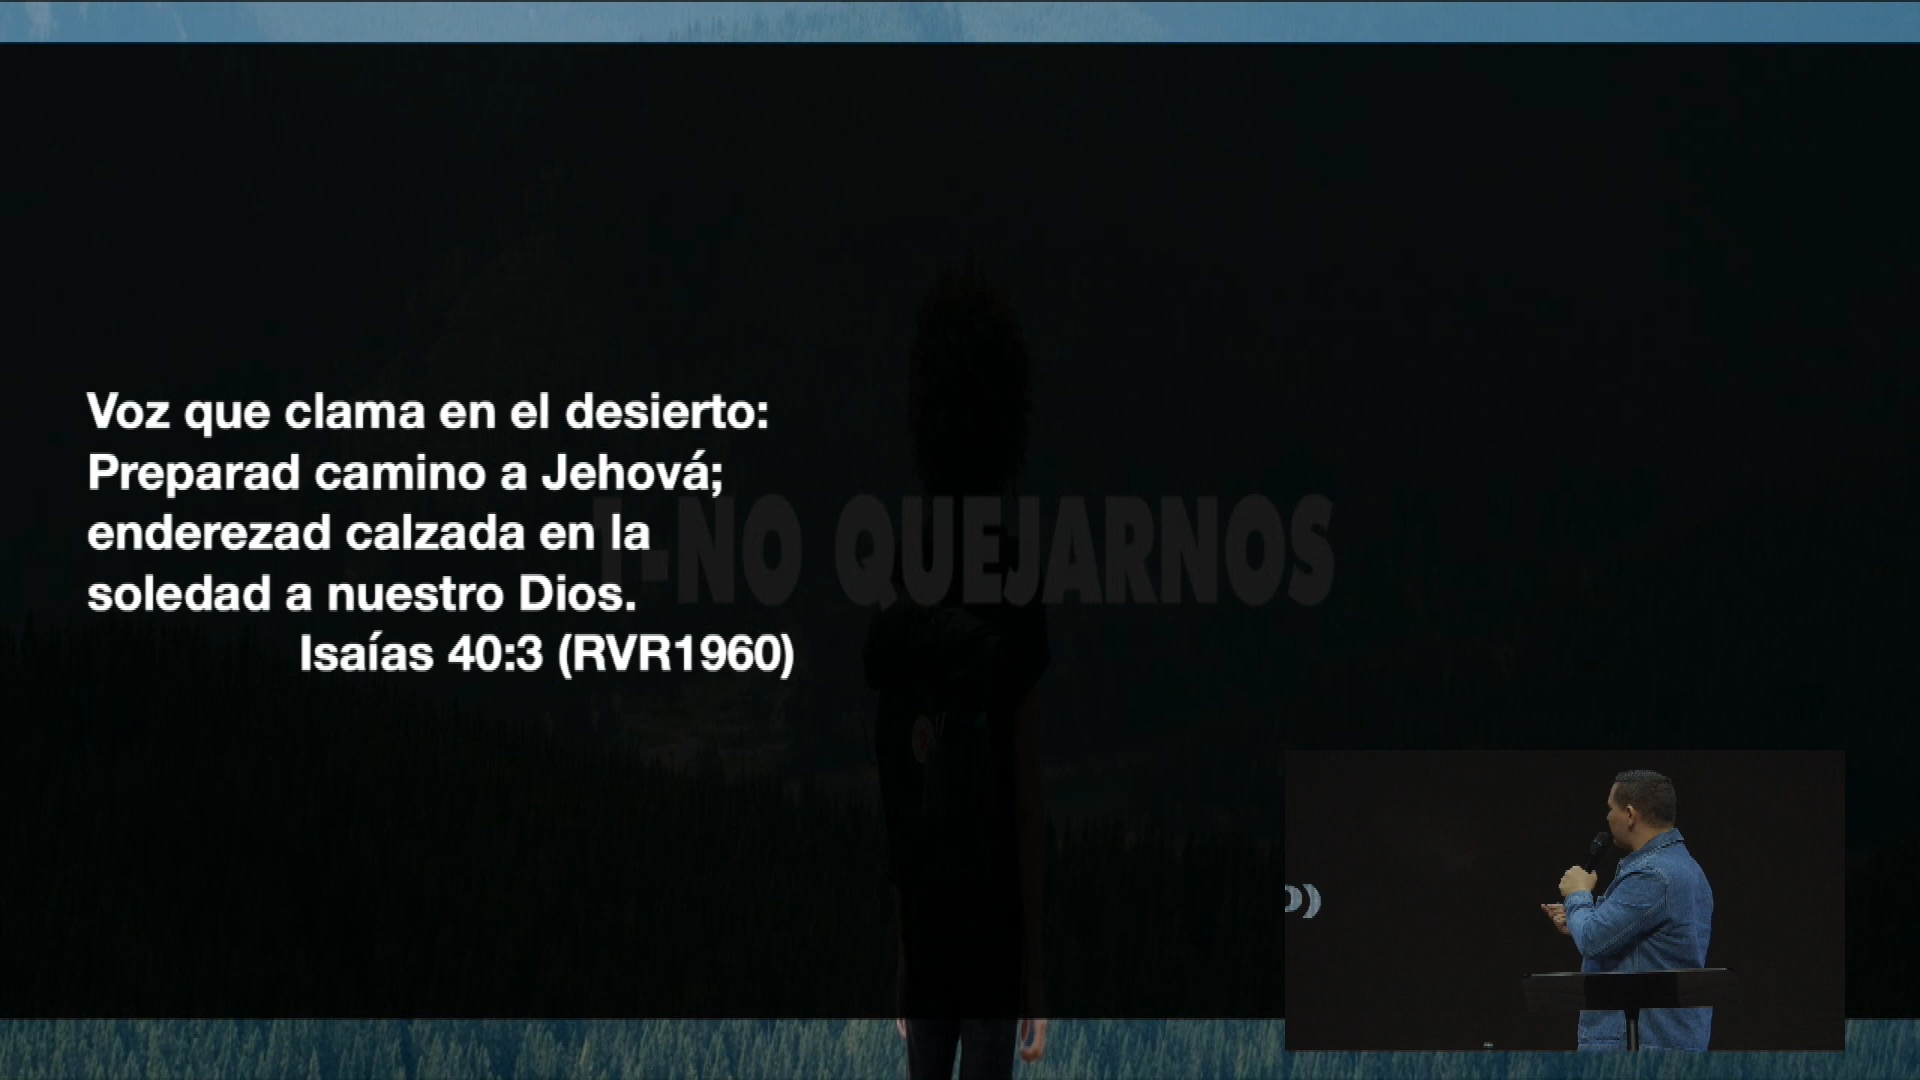 Voz que clama en el desierto:
Preparad camino a Jehová;
enderezad calzada en la
soledad a nuestro Dios.
Isaías 40:3 (RVR1960)
1-NO QUEJARNOS